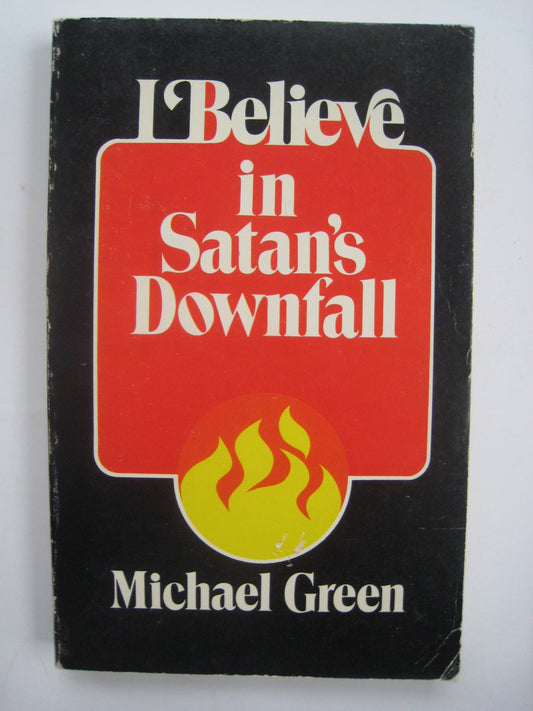 I Believe
in
Satan's
Downfall
Michael Green